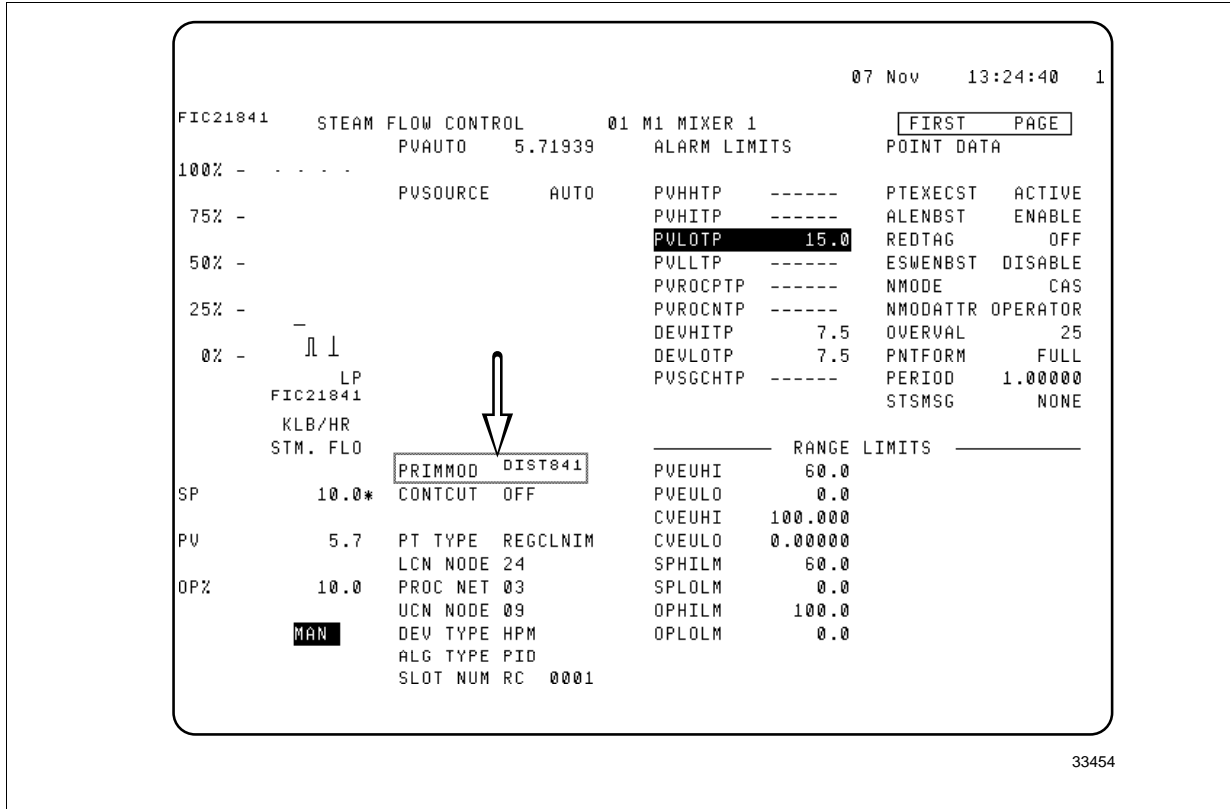 07 Nov 13:24:40 1
FIC21841 STEAM FLOW CONTROL 01 M1 MIXER 1 FIRST PAGE
PVAUTO 5.71939 ALARM LIMITS POINT DATA
100% - - - - -
PVSOURCE AUTO PVHHTP ------ PTEXECST ACTIVE
75% - PVHITP ------ ALENBST ENABLE
PVLOTP 15.0 REDTAG OFF
50% - PVLLTP ------ ESWENBST DISABLE
PVROCPTP ------ NMODE CAS
25% - PVROCNTP ------ NMODATTR OPERATOR
DEVHITP 7.5 OVERVAL 25
0% - DEVLOTP 7.5 PNTFORM FULL
LP PVSGCHTP ------ PERIOD 1.00000
FIC21841 STSMSG NONE
KLB/HR
STM. FLO RANGE LIMITS
PRIMMOD DIST841 PVEUHI 60.0
SP 10.0* CONTCUT OFF PVEULO 0.0
CVEUHI 100.000
PV 5.7 PT TYPE REGCLNIM CVEULO 0.00000
LCN NODE 24 SPHILM 60.0
OP% 10.0 PROC NET 03 SPLOLM 0.0
UCN NODE 09 OPHILM 100.0
MAN DEV TYPE HPM OPLOLM 0.0
ALG TYPE PID
SLOT NUM RC 0001
33454